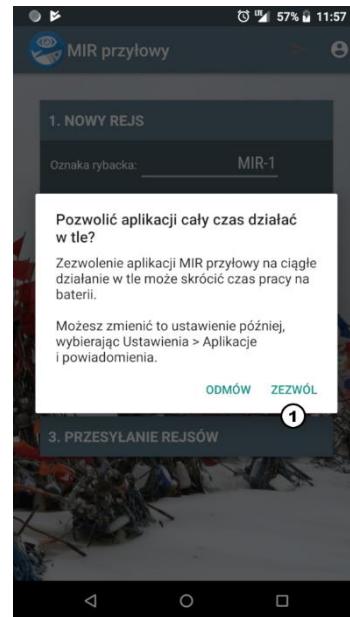 LTE 57% 11:57
MIR przyłowy
1. NOWY REJS
Oznaka rybacka: MIR-1
Pozwolić aplikacji cały czas działać
w tle?
Zezwolenie aplikacji MIR przyłowy na ciągłe
działanie w tle może skrócić czas pracy na
baterii.
Możesz zmienić to ustawienie później,
wybierając Ustawienia > Aplikacje
i powiadomienia.
ODMÓW ZEZWÓL
1
3. PRZESYŁANIE REJSÓW